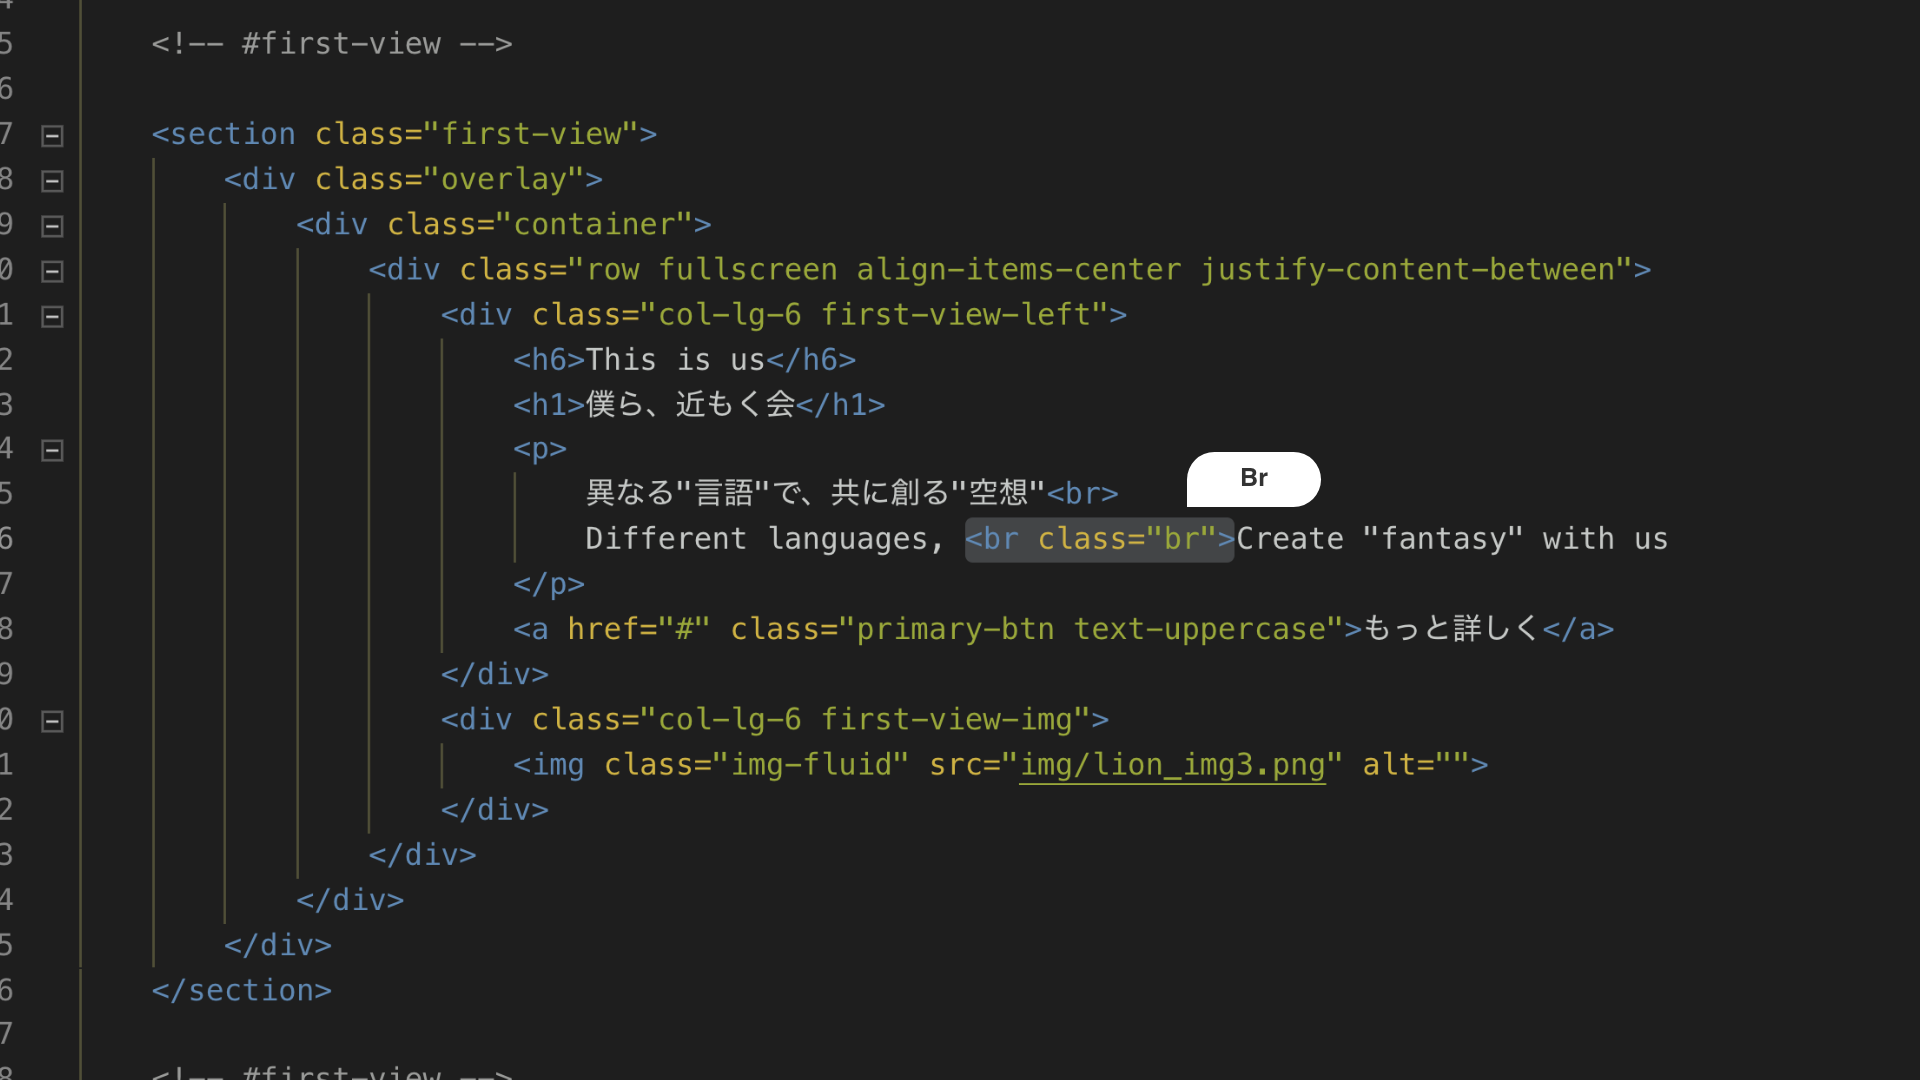 5 <!-- #first-view -->
6
7 <section class="first-view">
8 <div class="overlay">
9 <div class="container">
0 <div class="row fullscreen align-items-center justify-content-between">
1 <div class="col-lg-6 first-view-left">
2 <h6>This is us</h6>
3 <h1>僕ら、近もく会</h1>
4 <p>
Br
5 異なる"言語"で、共に創る"空想"<br>
6 Different languages, <br class="br">Create "fantasy" with us
7 </p>
8 <a href="#" class="primary-btn text-uppercase">もっと詳しく</a>
9 </div>
0 <div class="col-lg-6 first-view-img">
1 <img class="img-fluid" src="img/lion_img3.png" alt="">
2 </div>
3 </div>
4 </div>
5 </div>
6 </section>
7
8 <!-- #first-view -->